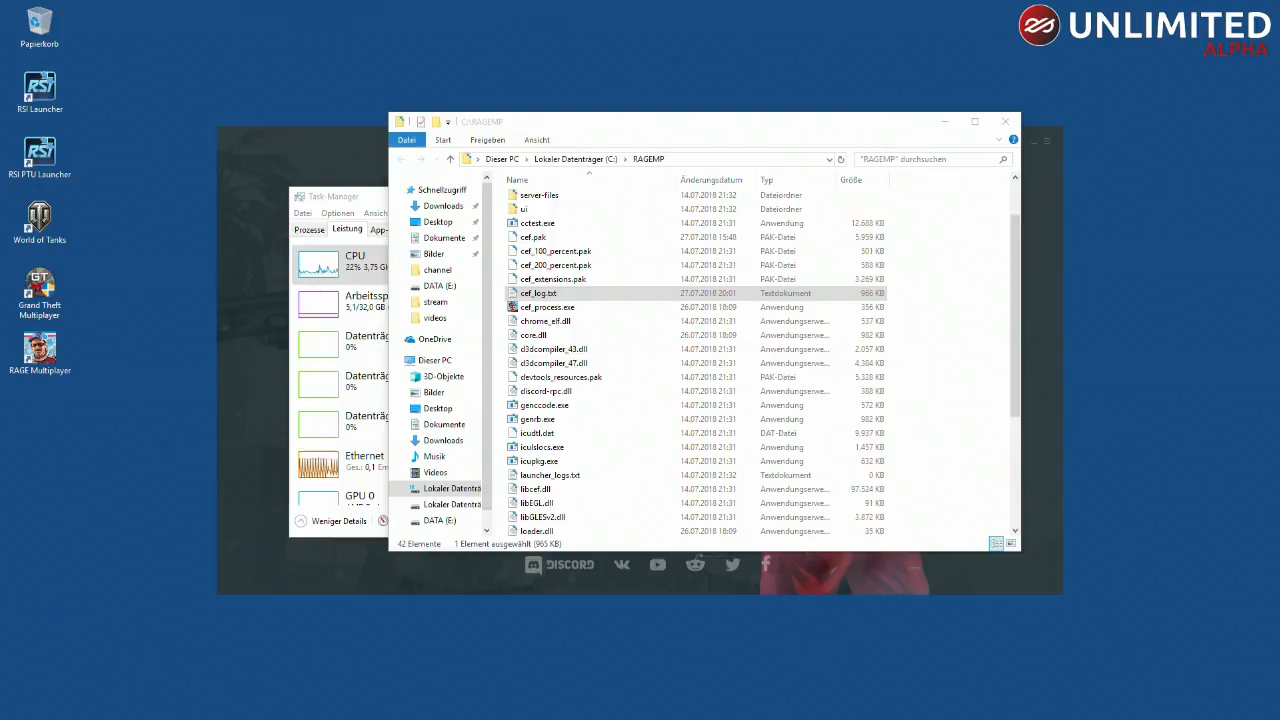 Papierkorb
RSI Launcher
RSI PTU Launcher
World of Tanks
Grand Theft
Multiplayer
RAGE Multiplayer
UNLIMITED
ALPHA
C:\RAGEMP
Datei Start Freigeben Ansicht
Dieser PC > Lokaler Datenträger (C:) > RAGEMP
"RAGEMP" durchsuchen
Schnellzugriff
Downloads
Desktop
Dokumente
Bilder
channel
DATA (E:)
stream
videos
OneDrive
Dieser PC
3D-Objekte
Bilder
Desktop
Dokumente
Downloads
Musik
Videos
Lokaler Datenträ
Lokaler Datenträ
DATA (E:)
Name Änderungsdatum Typ Größe
server-files 14.07.2018 21:32 Dateiordner
ui 14.07.2018 21:32 Dateiordner
cctest.exe 14.07.2018 21:31 Anwendung 12.688 KB
cef.pak 27.07.2018 15:48 PAK-Datei 5.959 KB
cef_100_percent.pak 14.07.2018 21:31 PAK-Datei 501 KB
cef_200_percent.pak 14.07.2018 21:31 PAK-Datei 588 KB
cef_extensions.pak 14.07.2018 21:31 PAK-Datei 3.269 KB
cef_log.txt 27.07.2018 20:01 Textdokument 966 KB
cef_process.exe 26.07.2018 18:09 Anwendung 356 KB
chrome_elf.dll 14.07.2018 21:31 Anwendungserwe... 537 KB
core.dll 26.07.2018 18:09 Anwendungserwe... 982 KB
d3dcompiler_43.dll 14.07.2018 21:31 Anwendungserwe... 2.057 KB
d3dcompiler_47.dll 14.07.2018 21:31 Anwendungserwe... 4.384 KB
devtools_resources.pak 14.07.2018 21:31 PAK-Datei 5.328 KB
discord-rpc.dll 14.07.2018 21:31 Anwendungserwe... 388 KB
genccode.exe 14.07.2018 21:31 Anwendung 572 KB
genrb.exe 14.07.2018 21:31 Anwendung 982 KB
icudtl.dat 14.07.2018 21:31 DAT-Datei 9.937 KB
iculslocs.exe 14.07.2018 21:31 Anwendung 1.457 KB
icupkg.exe 14.07.2018 21:31 Anwendung 632 KB
launcher_logs.txt 14.07.2018 21:32 Textdokument 0 KB
libcef.dll 14.07.2018 21:31 Anwendungserwe... 97.524 KB
libEGL.dll 14.07.2018 21:31 Anwendungserwe... 91 KB
libGLESv2.dll 14.07.2018 21:31 Anwendungserwe... 3.872 KB
loader.dll 26.07.2018 18:09 Anwendungserwe... 35 KB
42 Elemente 1 Element ausgewählt (965 KB)
Task-Manager
Datei Optionen Ansich
Prozesse Leistung App-
CPU
22% 3,75 G
Arbeitssp
5,1/32,0 G
Datenträg
0%
Datenträg
0%
Datenträg
0%
Ethernet
Ges.: 0,1 Em
GPU 0
Weniger Details
DISCORD